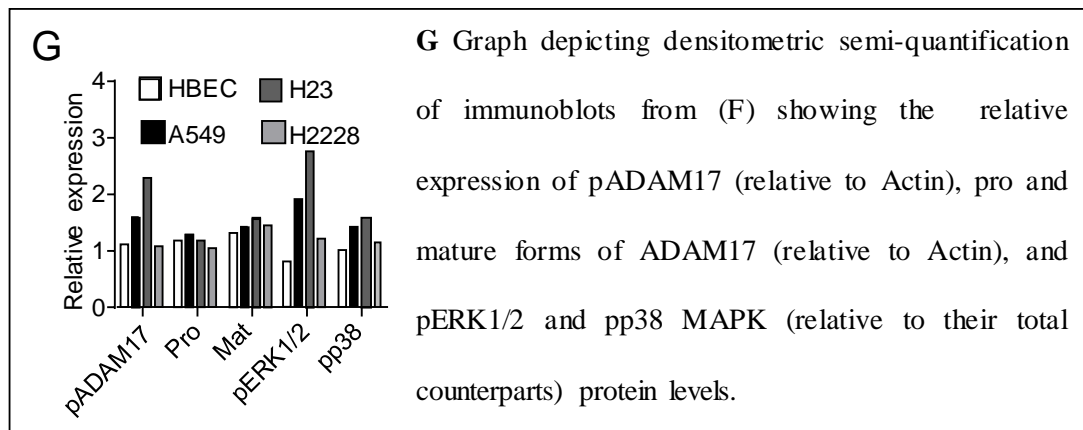 G
HBEC H23
A549 H2228
Relative expression
4
3
2
1
0
pADAM17
Pro
Mat
pERK1/2
pp38
G Graph depicting densitometric semi-quantification
of immunoblots from (F) showing the relative
expression of pADAM17 (relative to Actin), pro and
mature forms of ADAM17 (relative to Actin), and
pERK1/2 and pp38 MAPK (relative to their total
counterparts) protein levels.